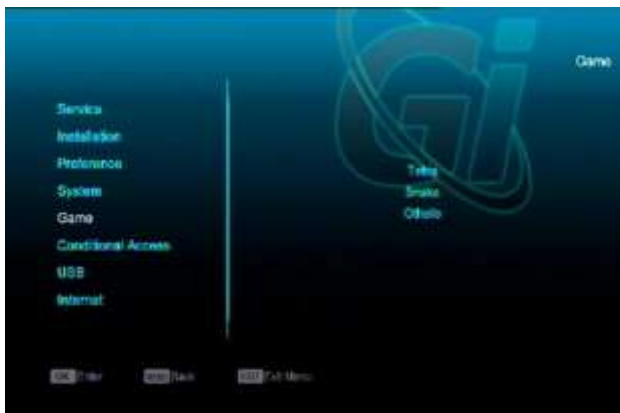 Game
Service
Installation
Preference
System
Game
Conditional Access
USB
Internet
Tetris
Snake
Othello
OK Enter
Back
EXIT Exit Menu